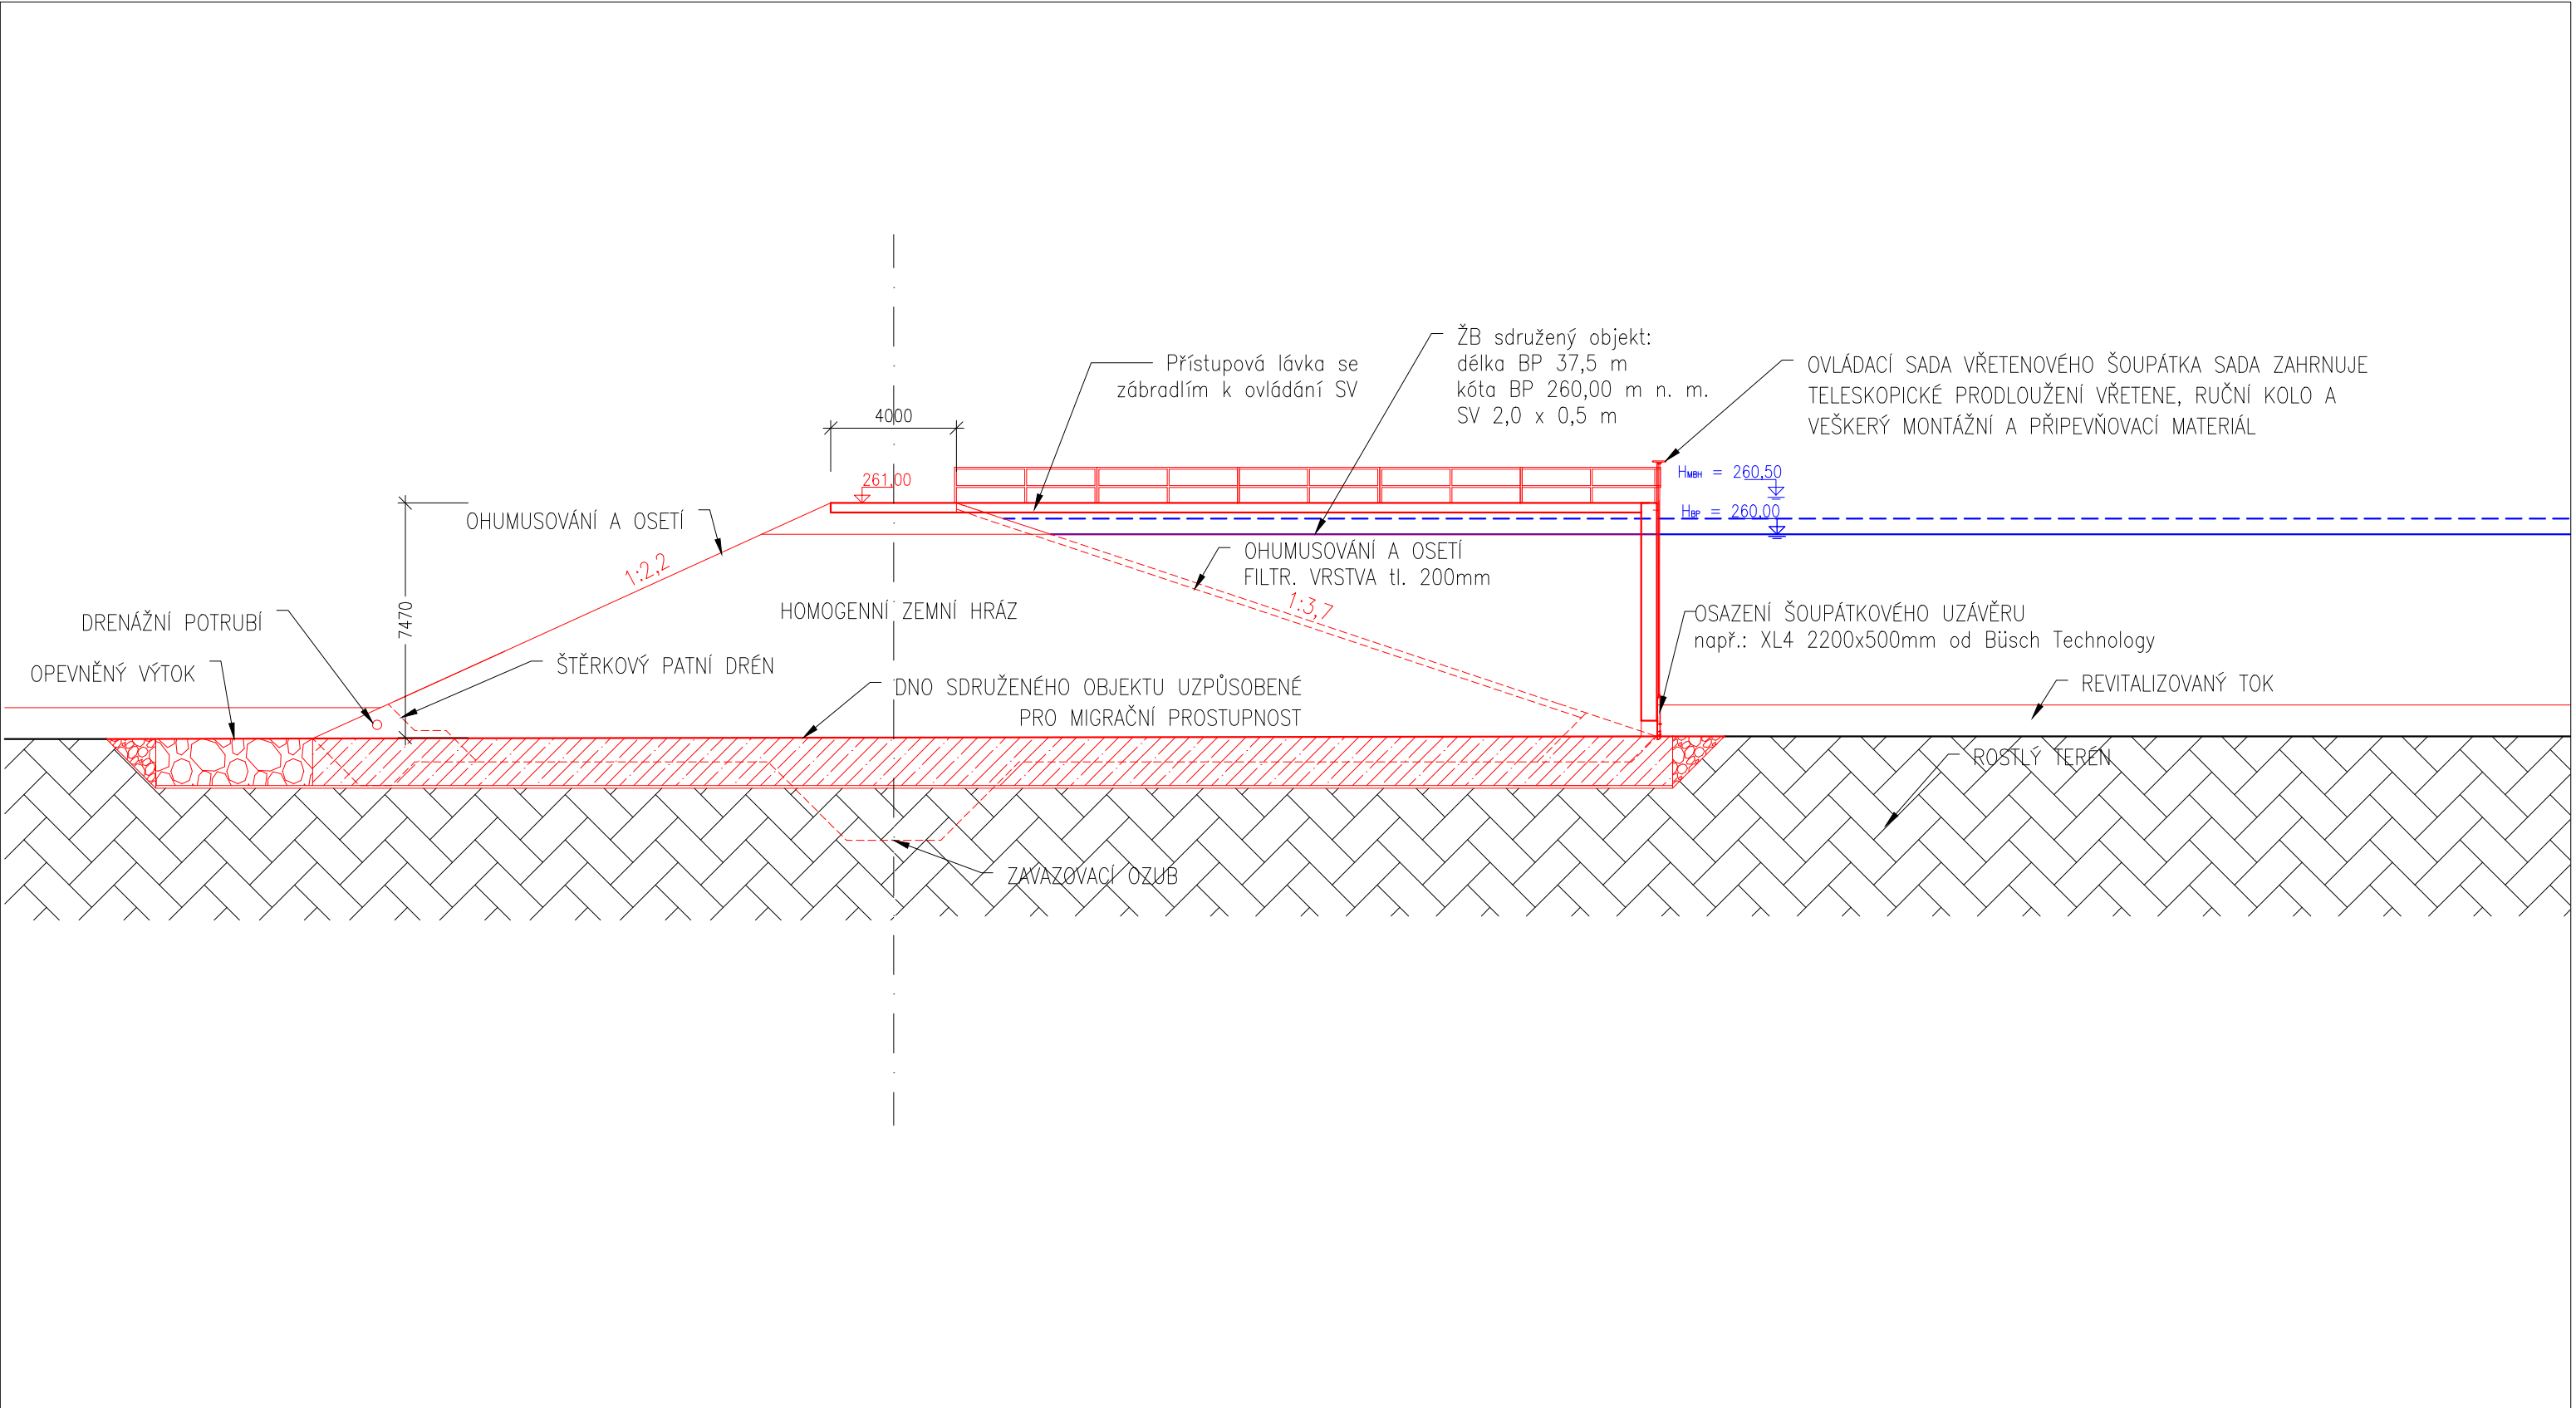 ŽB sdružený objekt:
délka BP 37,5 m
kóta BP 260,00 m n. m.
SV 2,0 x 0,5 m
Přístupová lávka se
zábradlím k ovládání SV
OVLÁDACÍ SADA VŘETENOVÉHO ŠOUPÁTKA SADA ZAHRNUJE
TELESKOPICKÉ PRODLOUŽENÍ VŘETENE, RUČNÍ KOLO A
VEŠKERÝ MONTÁŽNÍ A PŘIPEVŇOVACÍ MATERIÁL
4000
261,00
HMBH = 260,50
HBP = 260,00
OHUMUSOVÁNÍ A OSETÍ
1:2,2
OHUMUSOVÁNÍ A OSETÍ
FILTR. VRSTVA tl. 200mm
1:3,7
HOMOGENNÍ ZEMNÍ HRÁZ
7470
DRENÁŽNÍ POTRUBÍ
OSAZENÍ ŠOUPÁTKOVÉHO UZÁVĚRU
např.: XL4 2200x500mm od Büsch Technology
OPEVNĚNÝ VÝTOK
ŠTĚRKOVÝ PATNÍ DRÉN
DNO SDRUŽENÉHO OBJEKTU UZPŮSOBENÉ
PRO MIGRAČNÍ PROSTUPNOST
REVITALIZOVANÝ TOK
ROSTLÝ TERÉN
ZAVAZOVACÍ OZUB